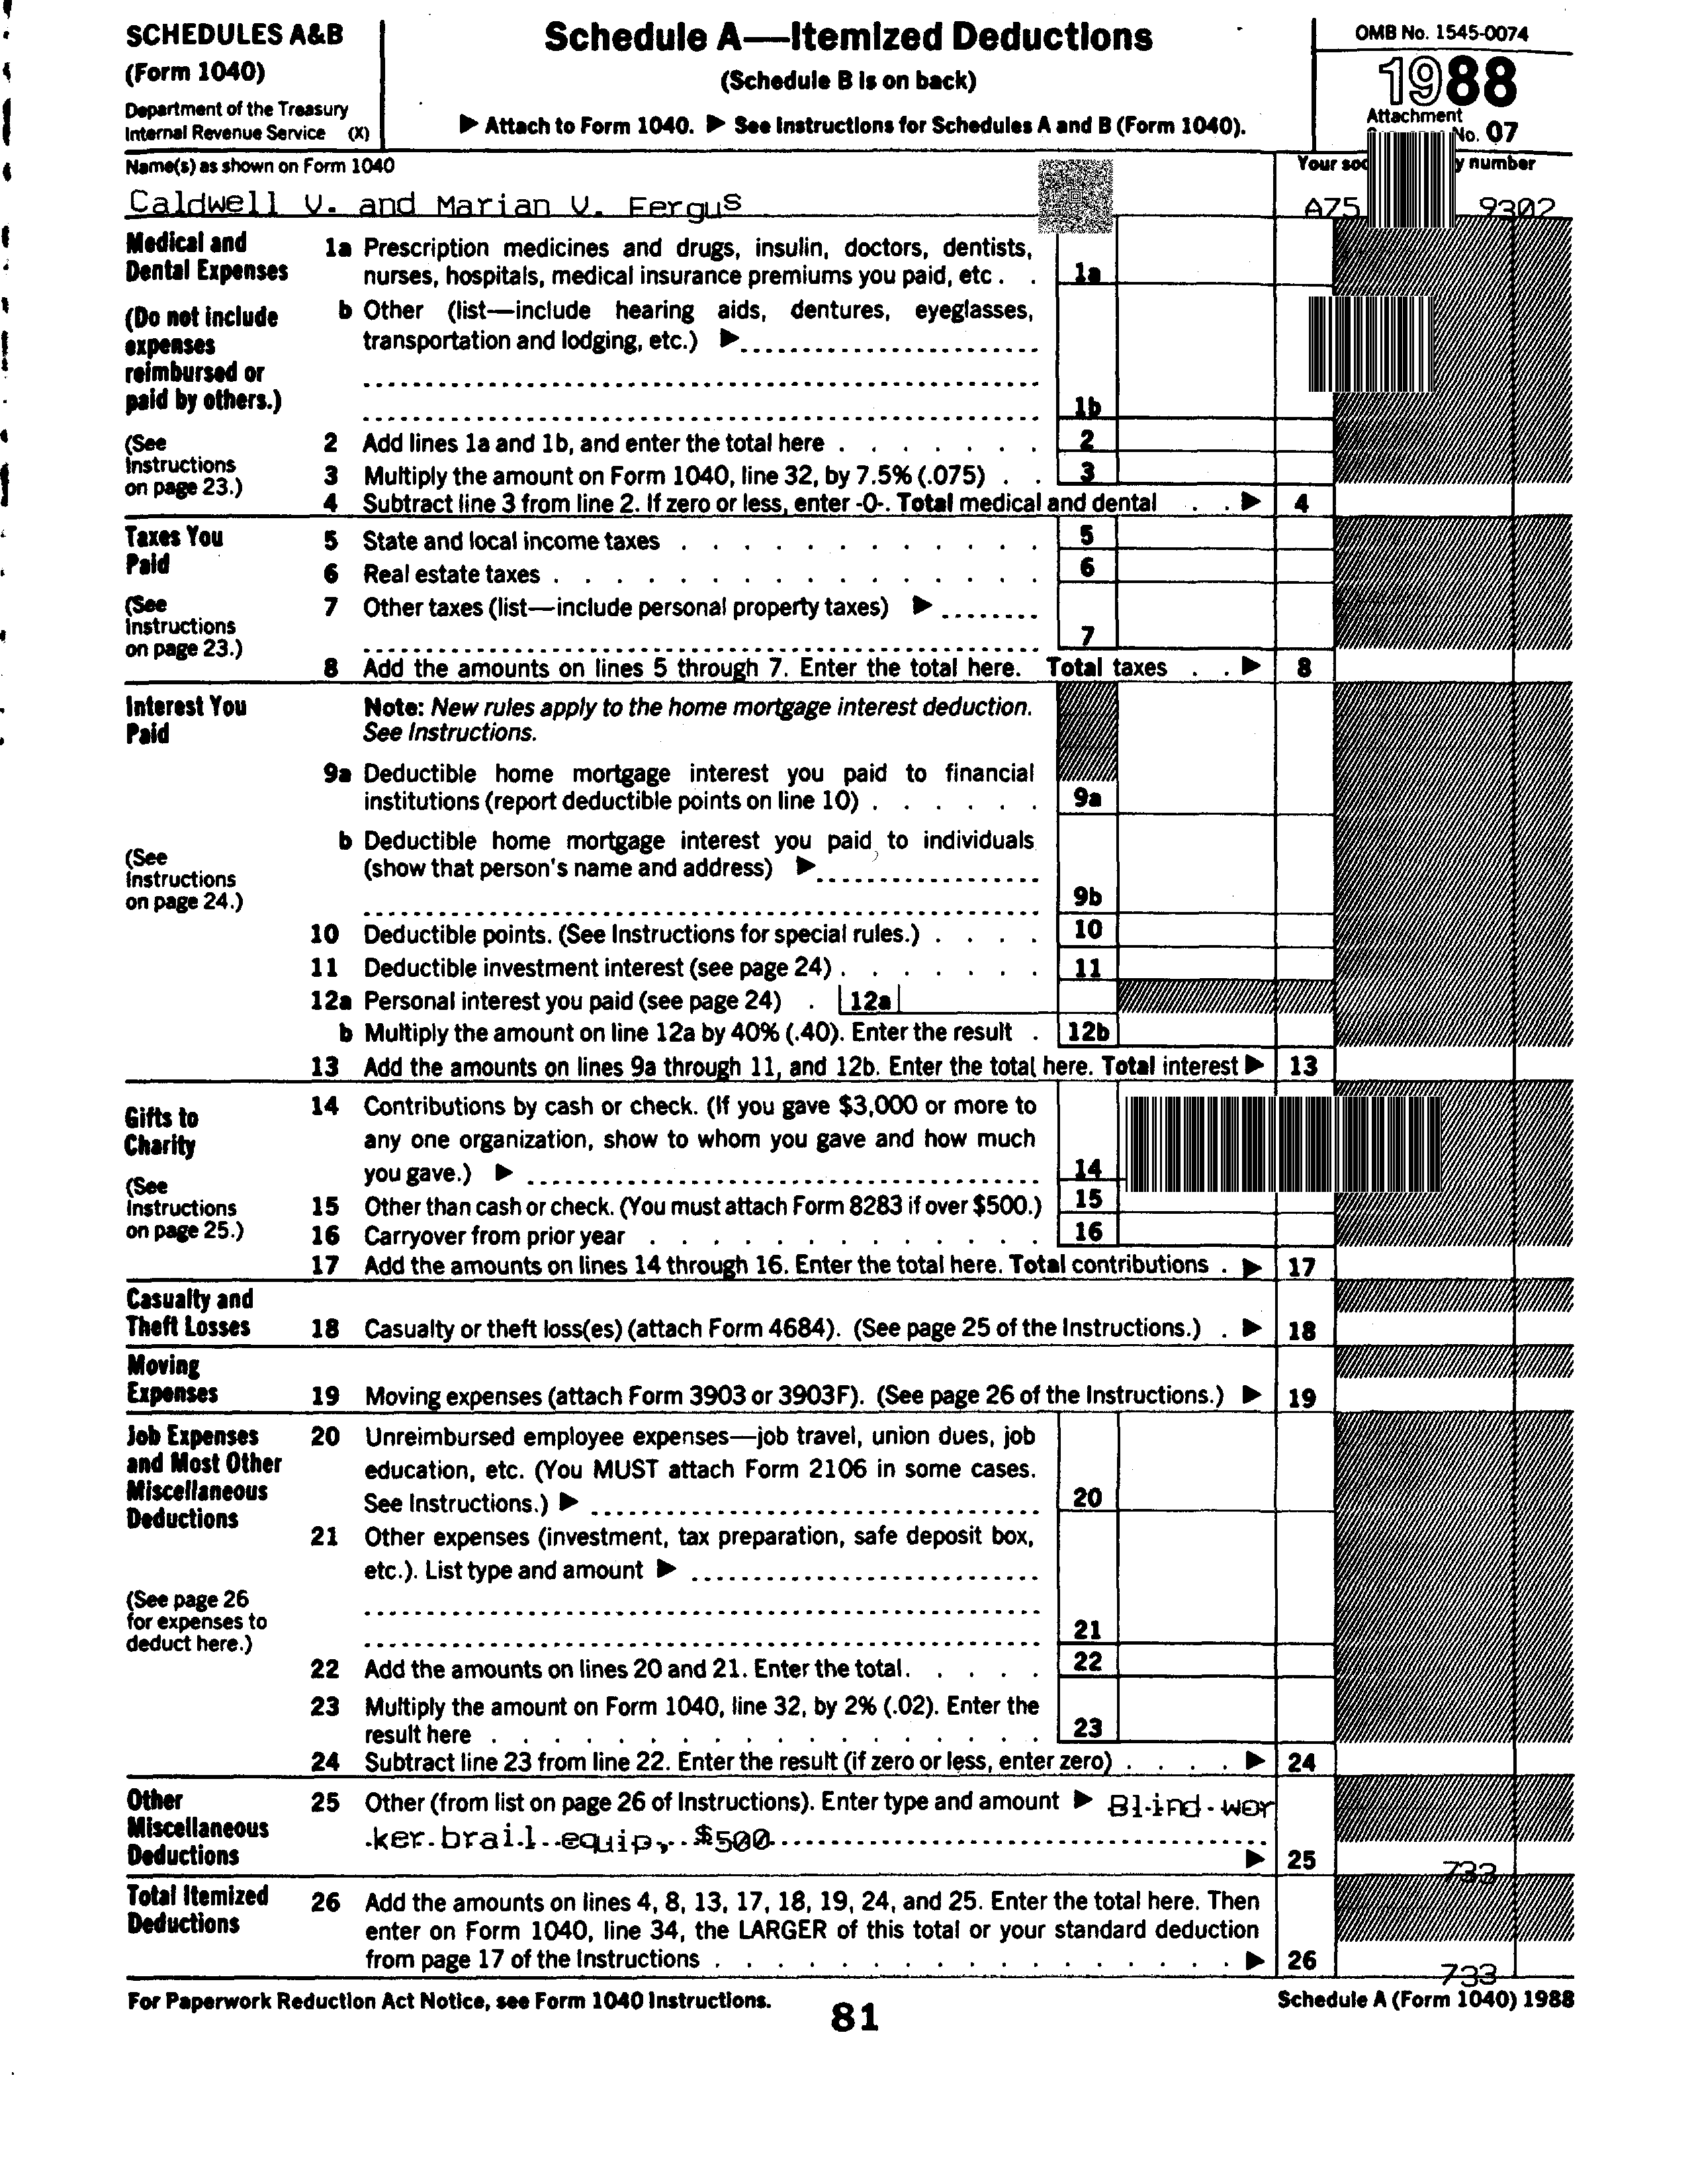 SCHEDULES A&B
(Form 1040)
Department of the Treasury
Internal Revenue Service (X)
Schedule A—Itemized Deductions
(Schedule B is on back)
▶ Attach to Form 1040. ▶ See Instructions for Schedules A and B (Form 1040).
OMB No. 1545-0074
1988
Attachment
No. 07
Name(s) as shown on Form 1040
Your soc y number
Caldwell V. and Marian V. Fergus
A75 9302
Medical and
Dental Expenses
(Do not include
expenses
reimbursed or
paid by others.)
(See
Instructions
on page 23.)
1a Prescription medicines and drugs, insulin, doctors, dentists,
nurses, hospitals, medical insurance premiums you paid, etc . . 1a
b Other (list—include hearing aids, dentures, eyeglasses,
transportation and lodging, etc.) ▶
1b
2 Add lines 1a and 1b, and enter the total here . . . . . . . 2
3 Multiply the amount on Form 1040, line 32, by 7.5% (.075) . . 3
4 Subtract line 3 from line 2. If zero or less, enter -0-. Total medical and dental . . ▶ 4
Taxes You
Paid
(See
Instructions
on page 23.)
5 State and local income taxes . . . . . . . . . . . . 5
6 Real estate taxes . . . . . . . . . . . . . . . . 6
7 Other taxes (list—include personal property taxes) ▶
7
8 Add the amounts on lines 5 through 7. Enter the total here. Total taxes . . ▶ 8
Interest You
Paid
(See
Instructions
on page 24.)
Note: New rules apply to the home mortgage interest deduction.
See Instructions.
9a Deductible home mortgage interest you paid to financial
institutions (report deductible points on line 10) . . . . . . 9a
b Deductible home mortgage interest you paid to individuals
(show that person's name and address) ▶
9b
10 Deductible points. (See Instructions for special rules.) . . . . 10
11 Deductible investment interest (see page 24) . . . . . . . 11
12a Personal interest you paid (see page 24) . 12a
b Multiply the amount on line 12a by 40% (.40). Enter the result . 12b
13 Add the amounts on lines 9a through 11, and 12b. Enter the total here. Total interest ▶ 13
Gifts to
Charity
(See
Instructions
on page 25.)
14 Contributions by cash or check. (If you gave $3,000 or more to
any one organization, show to whom you gave and how much
you gave.) ▶ 14
15 Other than cash or check. (You must attach Form 8283 if over $500.) 15
16 Carryover from prior year . . . . . . . . . . . . . 16
17 Add the amounts on lines 14 through 16. Enter the total here. Total contributions . ▶ 17
Casualty and
Theft Losses
18 Casualty or theft loss(es) (attach Form 4684). (See page 25 of the Instructions.) . ▶ 18
Moving
Expenses
19 Moving expenses (attach Form 3903 or 3903F). (See page 26 of the Instructions.) ▶ 19
Job Expenses
and Most Other
Miscellaneous
Deductions
(See page 26
for expenses to
deduct here.)
20 Unreimbursed employee expenses—job travel, union dues, job
education, etc. (You MUST attach Form 2106 in some cases.
See Instructions.) ▶ 20
21 Other expenses (investment, tax preparation, safe deposit box,
etc.). List type and amount ▶
21
22 Add the amounts on lines 20 and 21. Enter the total. . . . . 22
23 Multiply the amount on Form 1040, line 32, by 2% (.02). Enter the
result here . . . . . . . . . . . . . . . . . . 23
24 Subtract line 23 from line 22. Enter the result (if zero or less, enter zero) . . . . ▶ 24
Other
Miscellaneous
Deductions
25 Other (from list on page 26 of Instructions). Enter type and amount ▶ Blind wor
ker brail equip, $500
▶ 25 733
Total Itemized
Deductions
26 Add the amounts on lines 4, 8, 13, 17, 18, 19, 24, and 25. Enter the total here. Then
enter on Form 1040, line 34, the LARGER of this total or your standard deduction
from page 17 of the Instructions . . . . . . . . . . . . . . . . . ▶ 26 733
For Paperwork Reduction Act Notice, see Form 1040 Instructions.
81
Schedule A (Form 1040) 1988